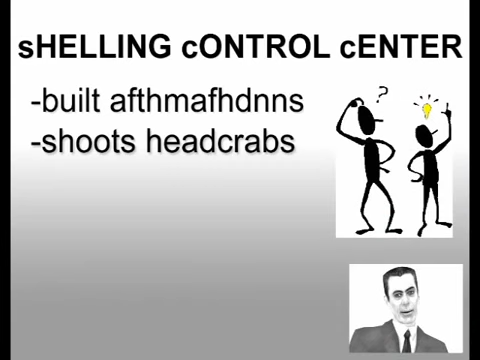 sHELLING cONTROL cENTER
-built afthmafhdnns
-shoots headcrabs
?